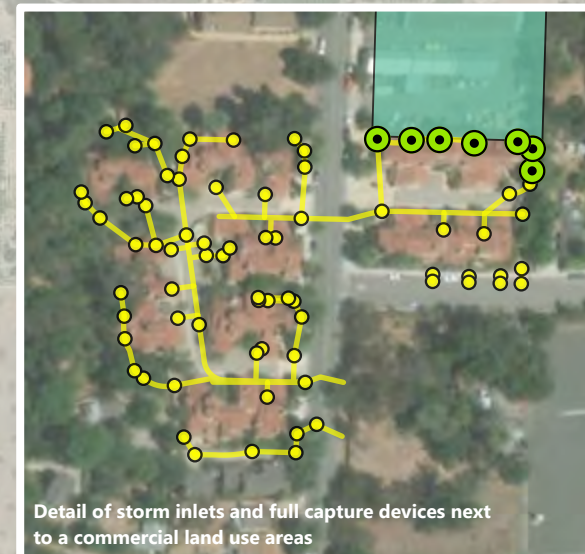 Detail of storm inlets and full capture devices next
to a commercial land use areas